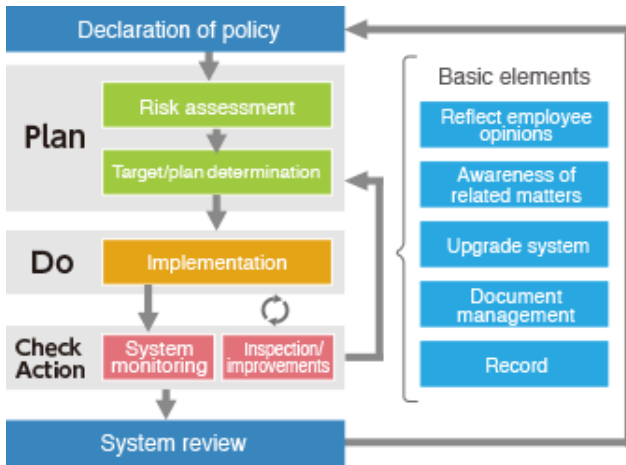 Declaration of policy
Plan
Risk assessment
Target/plan determination
Do
Implementation
Check
Action
System
monitoring
Inspection/
improvements
System review
Basic elements
Reflect employee
opinions
Awareness of
related matters
Upgrade system
Document
management
Record